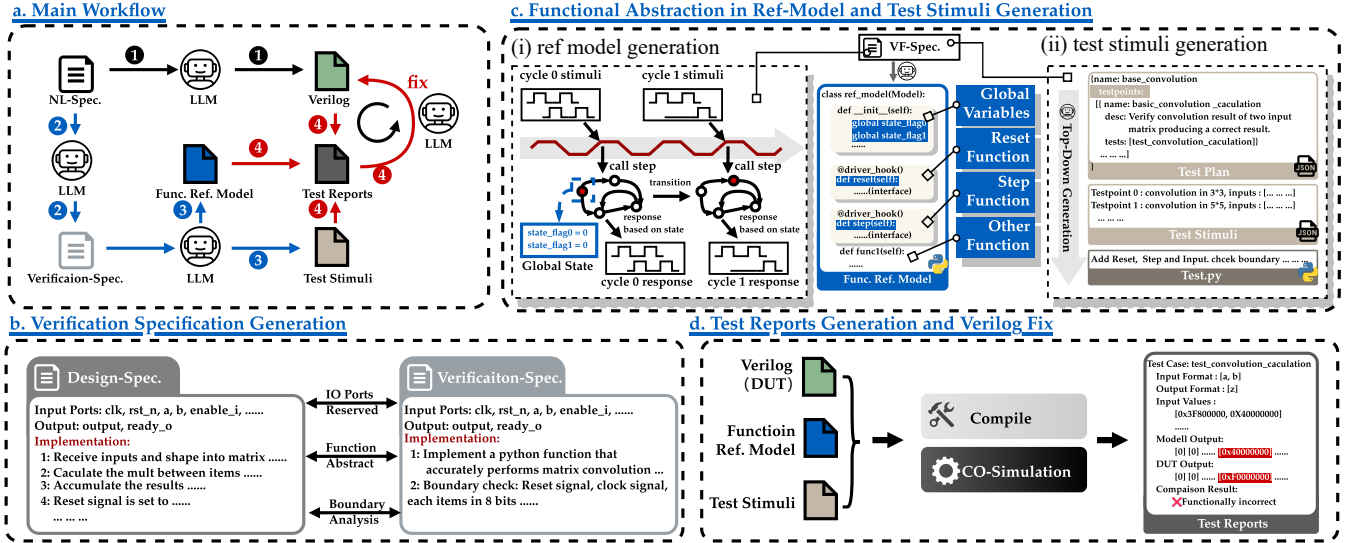 a. Main Workflow
1
1
NL-Spec.
LLM
Verilog
fix
2
4
LLM
LLM
Func. Ref. Model
4
Test Reports
4
2
3
4
Verificaion-Spec.
LLM
3
Test Stimuli
c. Functional Abstraction in Ref-Model and Test Stimuli Generation
(i) ref model generation
cycle 0 stimuli
cycle 1 stimuli
call step
call step
transition
response
based on state
response
based on state
state_flag0 = 0
state_flag1 = 0
Global State
cycle 0 response
cycle 1 response
VF-Spec.
class ref_model(Model):
def __init__(self):
global state_flag0
global state_flag1
......
@driver_hook()
def reset(self):
......(interface)
@driver_hook()
def step(self):
......(interface)
def func1(self):
......
Func. Ref. Model
Global
Variables
Reset
Function
Step
Function
Other
Function
(ii) test stimuli generation
Top-Down Generation
{name: base_convolution
testpoints:
[{ name: basic_convolution _caculation
desc: Verify convolution result of two input
matrix producing a correct result.
tests: [test_convolution_caculation]}
... ... ...]
}
Test Plan
JSON
Testpoint 0 : convolution in 3*3, inputs : [... ... ...]
Testpoint 1 : convolution in 5*5, inputs : [... ... ...]
... ... ...
Test Stimuli
JSON
Add Reset, Step and Input. chcek boundary ... ... ...
Test.py
b. Verification Specification Generation
Design-Spec.
Input Ports: clk, rst_n, a, b, enable_i, ......
Output: output, ready_o
Implementation:
1: Receive inputs and shape into matrix ......
2: Caculate the mult between items ......
3: Accumulate the results ......
4: Reset signal is set to ......
... ... ...
IO Ports
Reserved
Function
Abstract
Boundary
Analysis
Verificaiton-Spec.
Input Ports: clk, rst_n, a, b, enable_i, ......
Output: output, ready_o
Implementation:
1: Implement a python function that
accurately performs matrix convolution ...
2: Boundary check: Reset signal, clock signal,
each items in 8 bits ......
d. Test Reports Generation and Verilog Fix
Verilog
(DUT)
Functioin
Ref. Model
Test Stimuli
Compile
CO-Simulation
Test Case: test_convolution_caculation
Input Format : [a, b]
Output Format : [z]
Input Values :
[0x3F800000, 0X40000000]
......
Modell Output:
[0] [0] ...... [0x40000000] ......
DUT Output:
[0] [0] ...... [0xF0000000] ......
Compaison Result:
Functionally incorrect
Test Reports